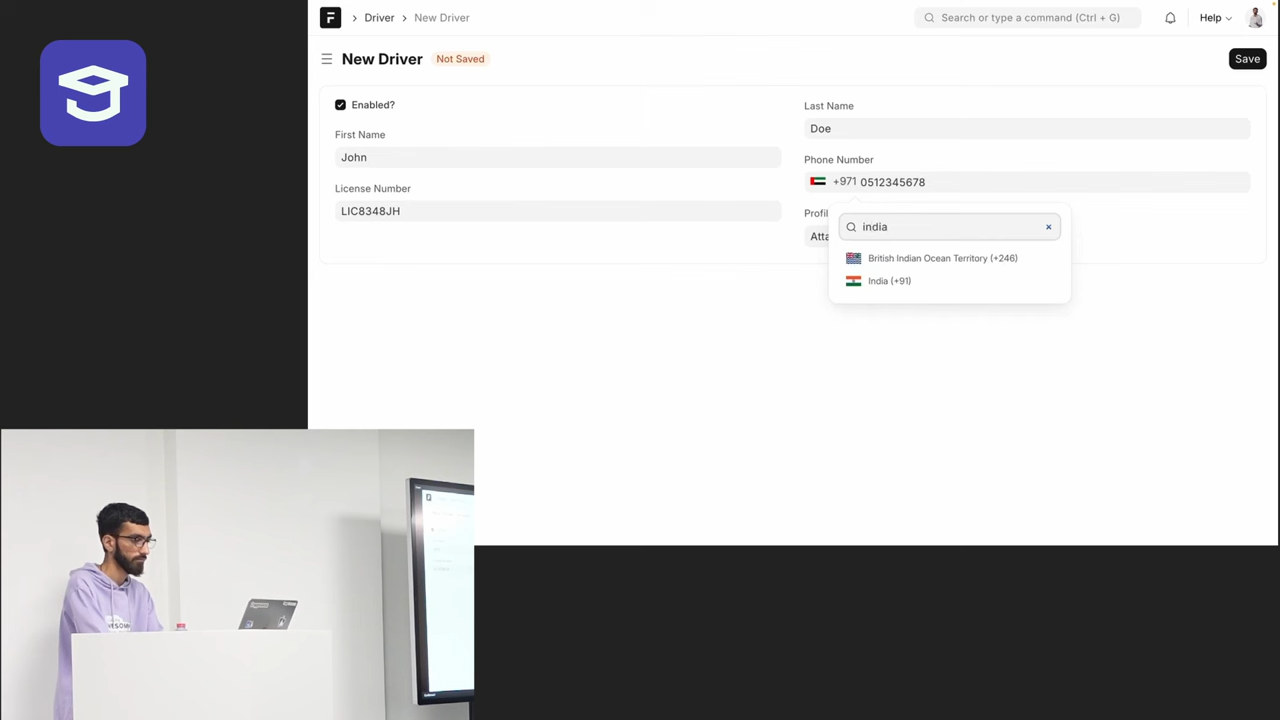 F
Driver
New Driver
Search or type a command (Ctrl + G)
Help
New Driver
Not Saved
Save
Enabled?
First Name
John
License Number
LIC8348JH
Last Name
Doe
Phone Number
+971 0512345678
Profil
Atta
india
British Indian Ocean Territory (+246)
India (+91)